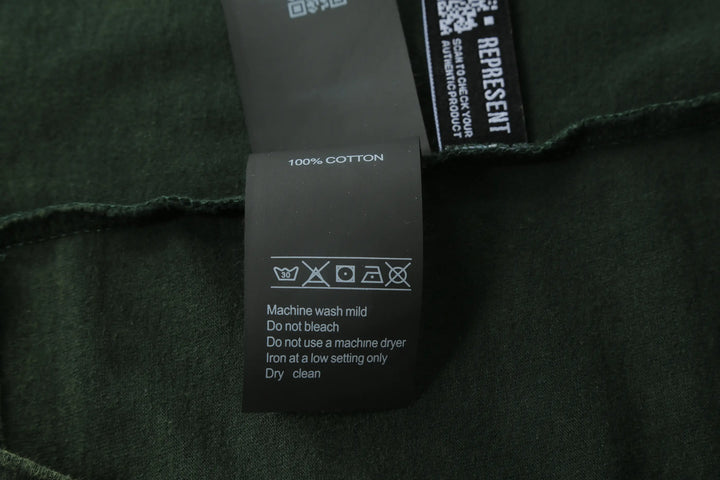 REPRESENT
SCAN TO CHECK YOUR
AUTHENTIC PRODUCT
100% COTTON
30
Machine wash mild
Do not bleach
Do not use a machine dryer
Iron at a low setting only
Dry clean